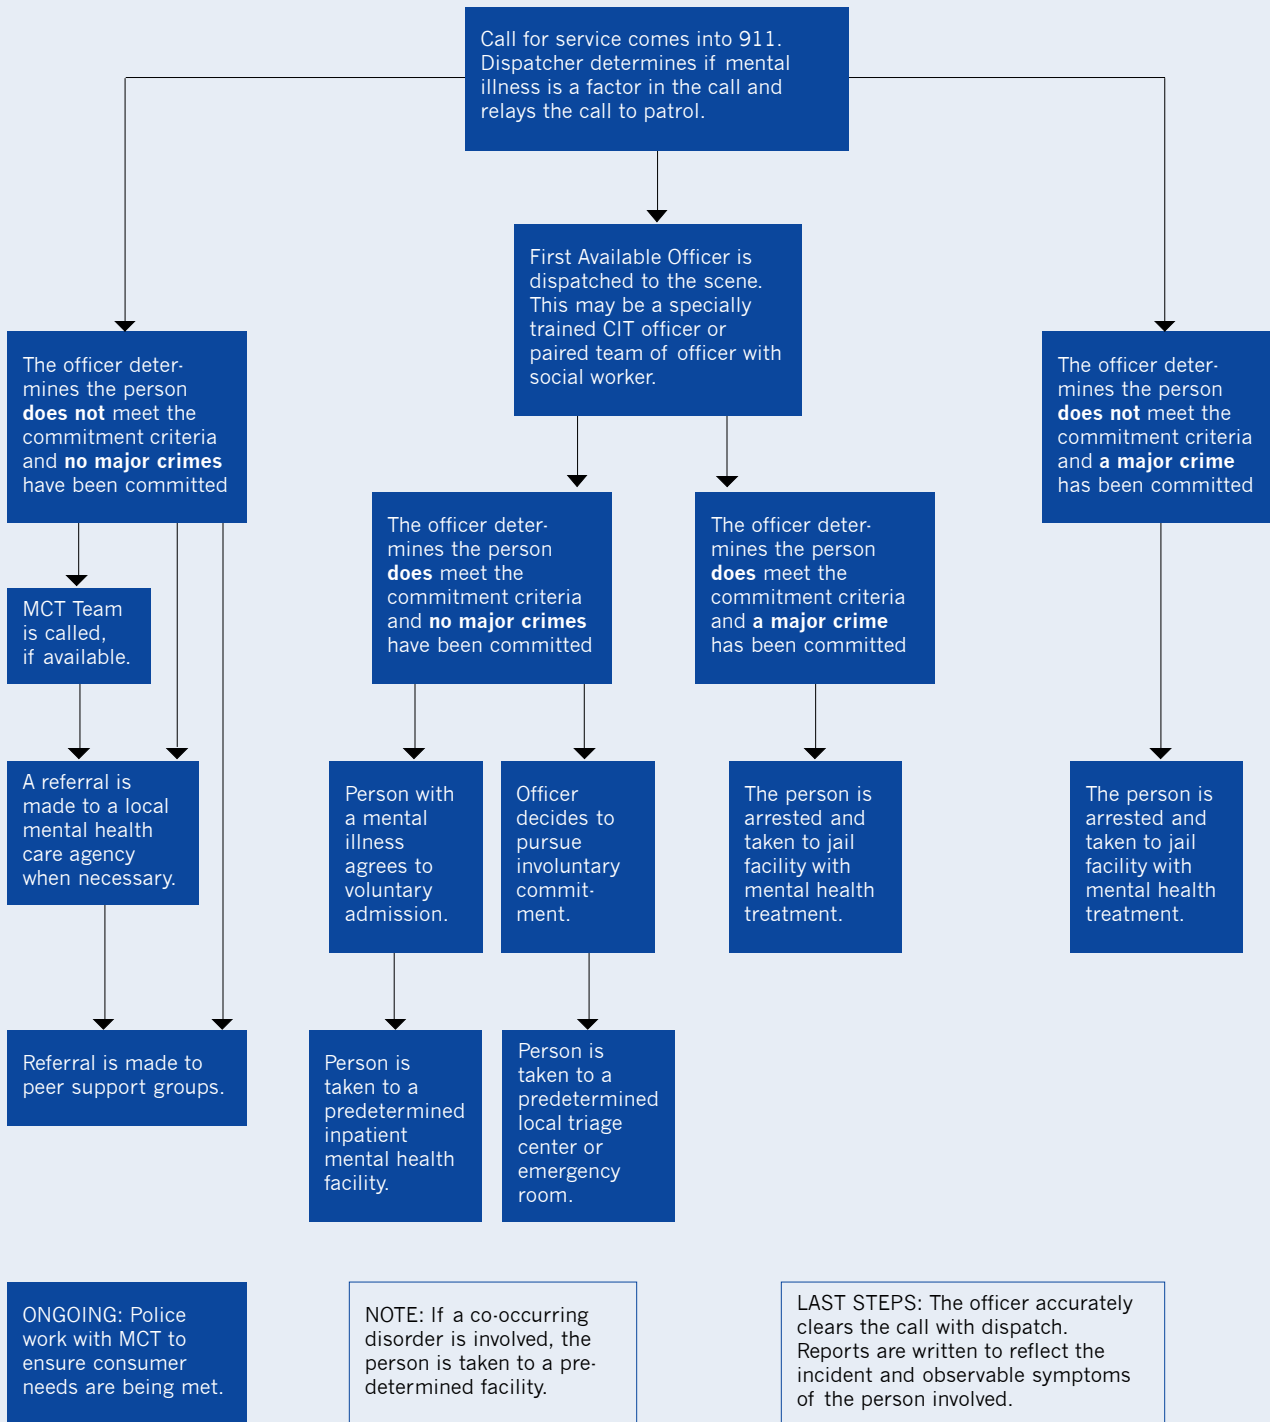 Call for service comes into 911.
Dispatcher determines if mental
illness is a factor in the call and
relays the call to patrol.
First Available Officer is
dispatched to the scene.
This may be a specially
trained CIT officer or
paired team of officer with
social worker.
The officer deter-
mines the person
does not meet the
commitment criteria
and no major crimes
have been committed
The officer deter-
mines the person
does not meet the
commitment criteria
and a major crime
has been committed
The officer deter-
mines the person
does meet the
commitment criteria
and no major crimes
have been committed
The officer deter-
mines the person
does meet the
commitment criteria
and a major crime
has been committed
MCT Team
is called,
if available.
A referral is
made to a local
mental health
care agency
when necessary.
Person with
a mental
illness
agrees to
voluntary
admission.
Officer
decides to
pursue
involuntary
commit-
ment.
The person is
arrested and
taken to jail
facility with
mental health
treatment.
The person is
arrested and
taken to jail
facility with
mental health
treatment.
Referral is made to
peer support groups.
Person is
taken to a
predetermined
inpatient
mental health
facility.
Person is
taken to a
predetermined
local triage
center or
emergency
room.
ONGOING: Police
work with MCT to
ensure consumer
needs are being met.
NOTE: If a co-occurring
disorder is involved, the
person is taken to a pre-
determined facility.
LAST STEPS: The officer accurately
clears the call with dispatch.
Reports are written to reflect the
incident and observable symptoms
of the person involved.